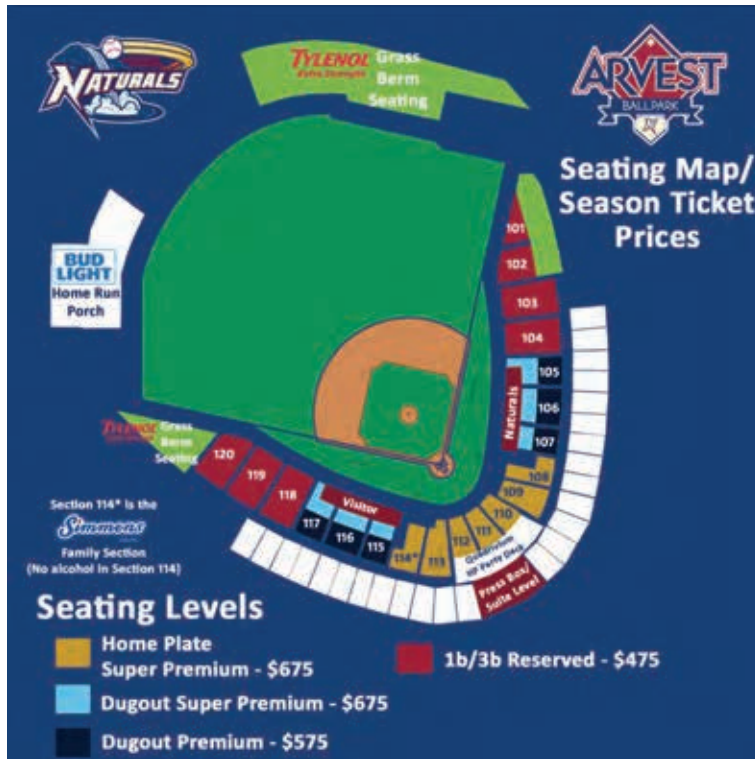 NATURALS
TYLENOL
Extra Strength
Grass
Berm
Seating
ARVEST
BALLPARK
Seating Map/
Season Ticket
Prices
BUD
LIGHT
Home Run
Porch
101
102
103
104
105
106
107
Naturals
108
109
110
111
112
113
114*
115
116
117
Visitor
118
119
120
TYLENOL
Grass
Berm
Seating
Quadrivium
HP Party Deck
Press Box/
Suite Level
Section 114* is the
Simmons
Family Section
(No alcohol in Section 114)
Seating Levels
Home Plate
Super Premium - $675
1b/3b Reserved - $475
Dugout Super Premium - $675
Dugout Premium - $575